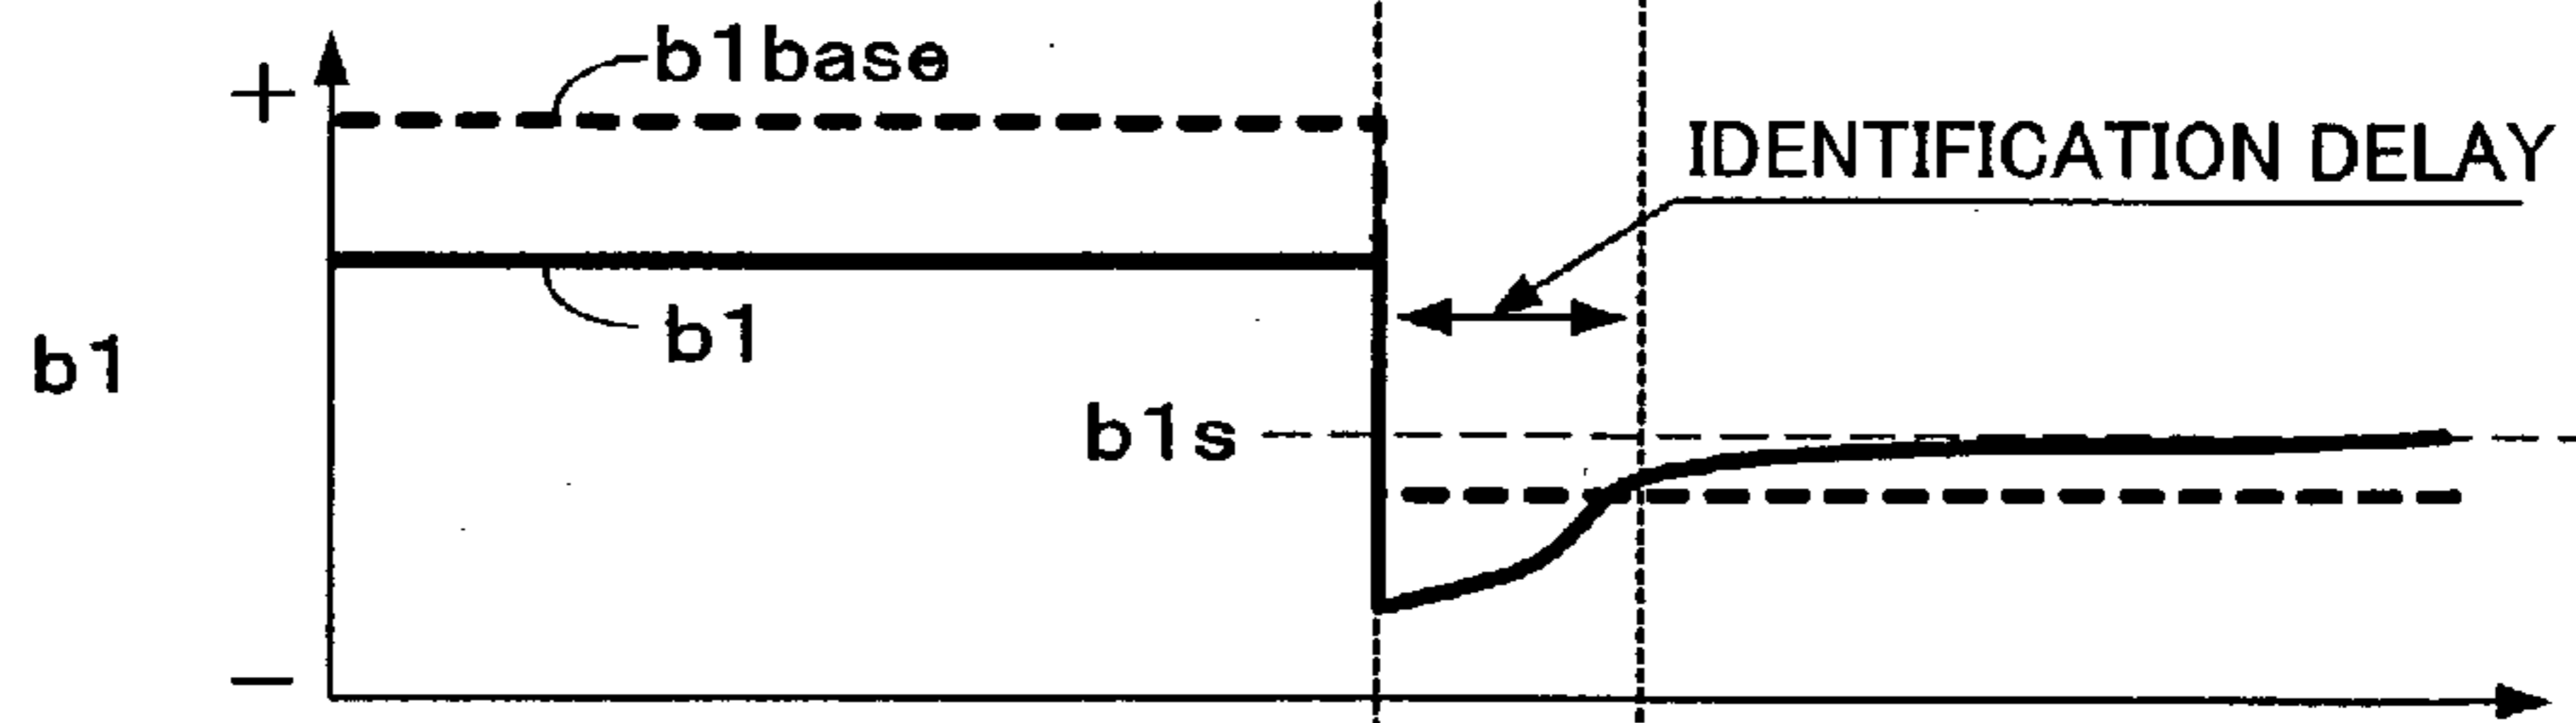 +
b1base
IDENTIFICATION DELAY
b1
b1
b1s
−